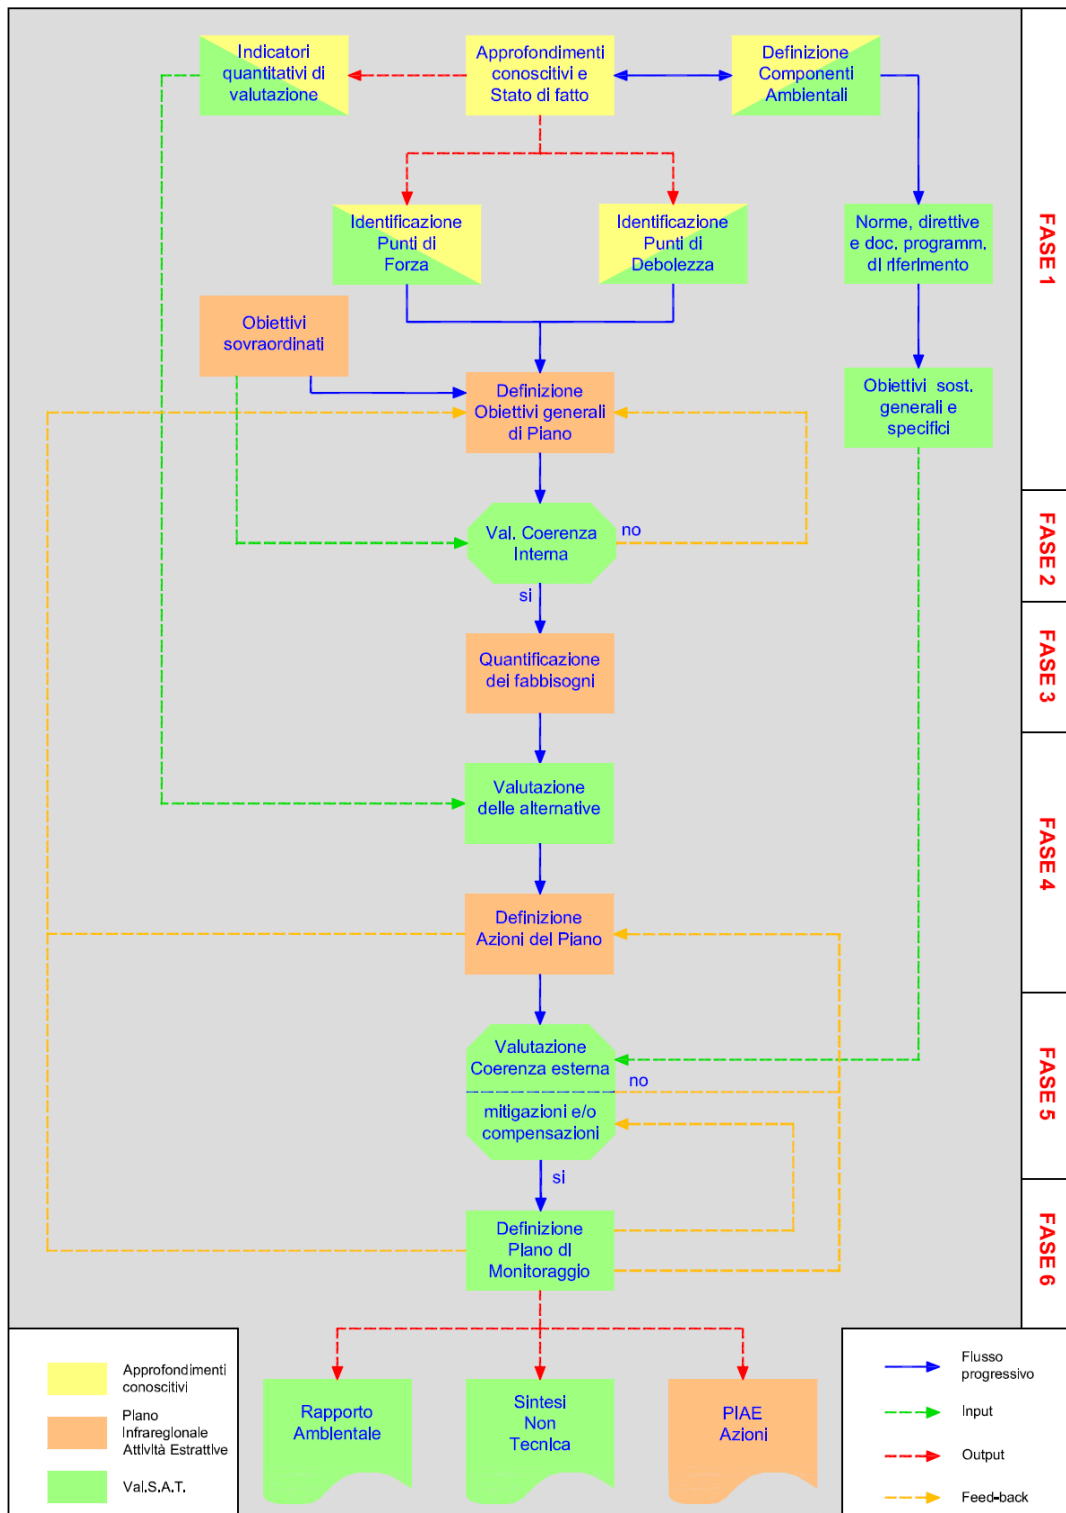 Indicatori
quantitativi di
valutazione
Approfondimenti
conoscitivi e
Stato di fatto
Definizione
Componenti
Ambientali
Identificazione
Punti di
Forza
Identificazione
Punti di
Debolezza
Norme, direttive
e doc. programm.
di riferimento
FASE 1
Obiettivi
sovraordinati
Definizione
Obiettivi generali
di Piano
Obiettivi sost.
generali e
specifici
Val. Coerenza
Interna
no
si
FASE 2
Quantificazione
dei fabbisogni
FASE 3
Valutazione
delle alternative
FASE 4
Definizione
Azioni del Piano
Valutazione
Coerenza esterna
no
mitigazioni e/o
compensazioni
si
FASE 5
Definizione
Piano di
Monitoraggio
FASE 6
Rapporto
Ambientale
Sintesi
Non
Tecnica
PIAE
Azioni
Approfondimenti
conoscitivi
Piano
Infraregionale
Attività Estrattive
Val.S.A.T.
Flusso
progressivo
Input
Output
Feed-back